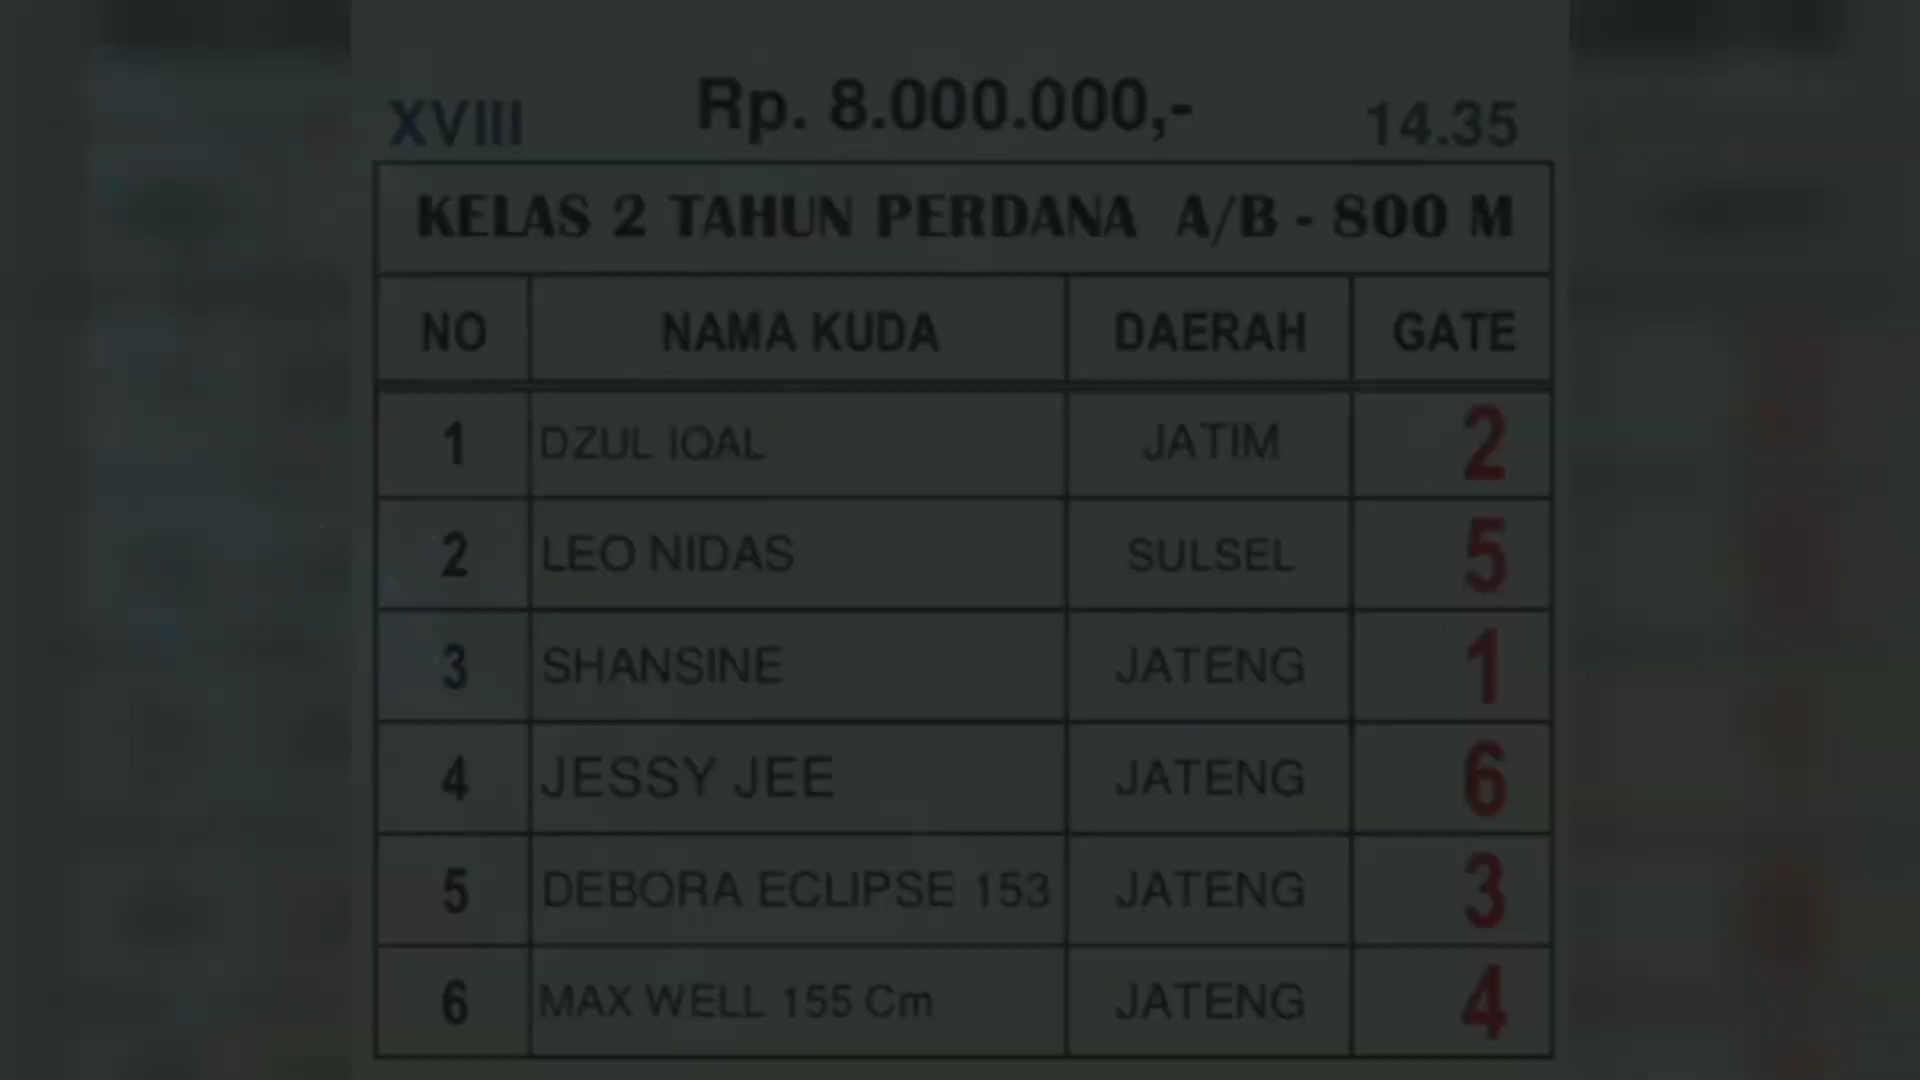 XVIII Rp. 8.000.000,- 14.35
KELAS 2 TAHUN PERDANA A/B - 800 M
NO NAMA KUDA DAERAH GATE
1 DZUL IQAL JATIM 2
2 LEO NIDAS SULSEL 5
3 SHANSINE JATENG 1
4 JESSY JEE JATENG 6
5 DEBORA ECLIPSE 153 JATENG 3
6 MAX WELL 155 Cm JATENG 4